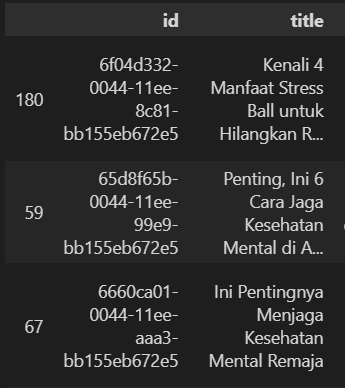 id title
6f04d332- Kenali 4
0044-11ee- Manfaat Stress
180 8c81- Ball untuk
bb155eb672e5 Hilangkan R...
65d8f65b- Penting, Ini 6
0044-11ee- Cara Jaga
59 99e9- Kesehatan
bb155eb672e5 Mental di A...
6660ca01- Ini Pentingnya
0044-11ee- Menjaga
67 aaa3- Kesehatan
bb155eb672e5 Mental Remaja